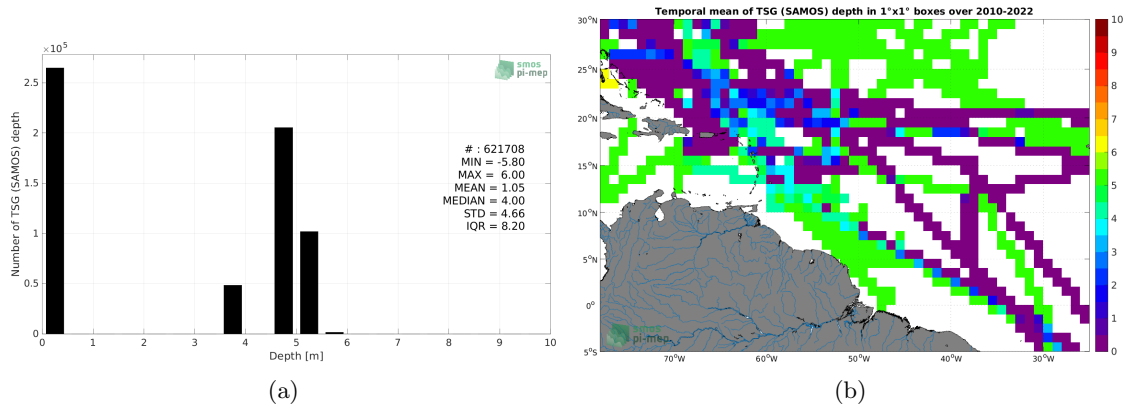 ×10⁵
2.5
2
1.5
1
0.5
0
Number of TSG (SAMOS) depth
smos
pi-mep
# : 621708
MIN = -5.80
MAX = 6.00
MEAN = 1.05
MEDIAN = 4.00
STD = 4.66
IQR = 8.20
0 1 2 3 4 5 6 7 8 9 10
Depth [m]
(a)
Temporal mean of TSG (SAMOS) depth in 1°x1° boxes over 2010-2022
30°N
25°N
20°N
15°N
10°N
5°N
0°
5°S
70°W 60°W 50°W 40°W 30°W
smos
pi-mep
10
9
8
7
6
5
4
3
2
1
0
(b)